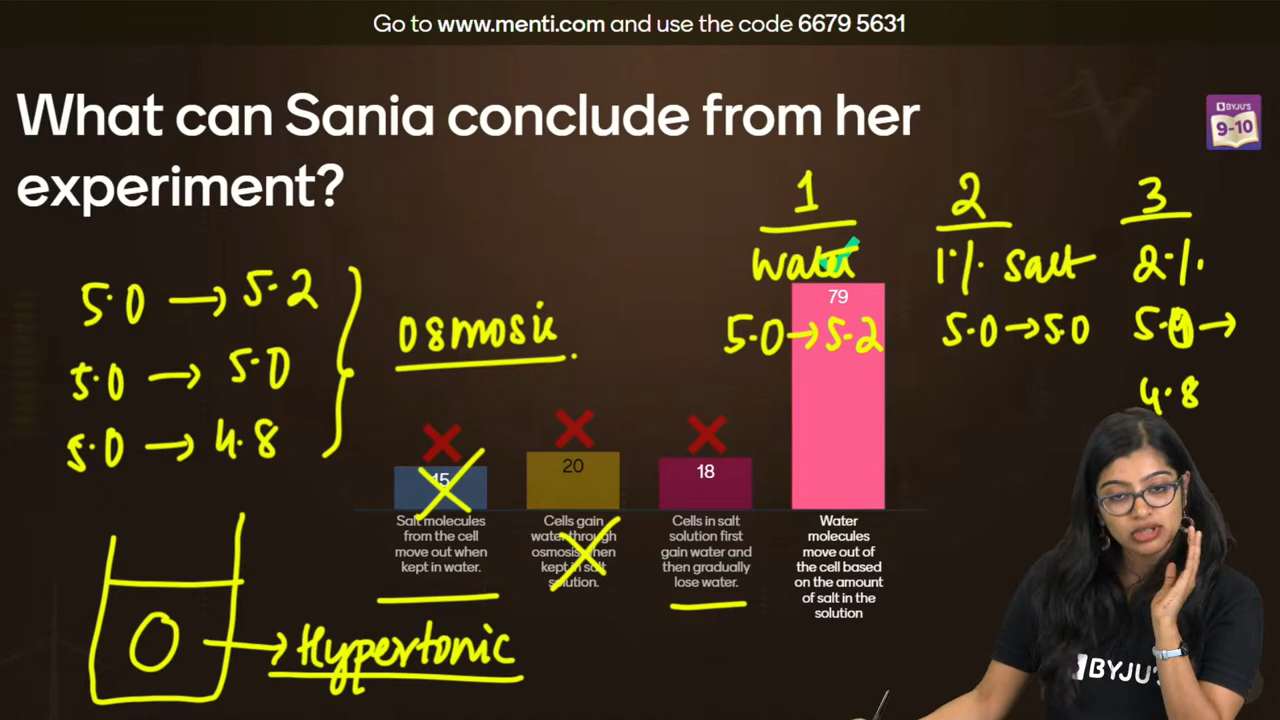 Go to www.menti.com and use the code 6679 5631
What can Sania conclude from her
experiment?
BYJU'S
9-10
1
Water
5.0 → 5.2
2
1% salt
5.0 → 5.0
3
2%
5.0 →
4.8
5.0 → 5.2
5.0 → 5.0
5.0 → 4.8
osmosis
15
20
18
79
Salt molecules
from the cell
move out when
kept in water.
Cells gain
water through
osmosis when
kept in salt
solution.
Cells in salt
solution first
gain water and
then gradually
lose water.
Water
molecules
move out of
the cell based
on the amount
of salt in the
solution
→ Hypertonic
BYJU'S